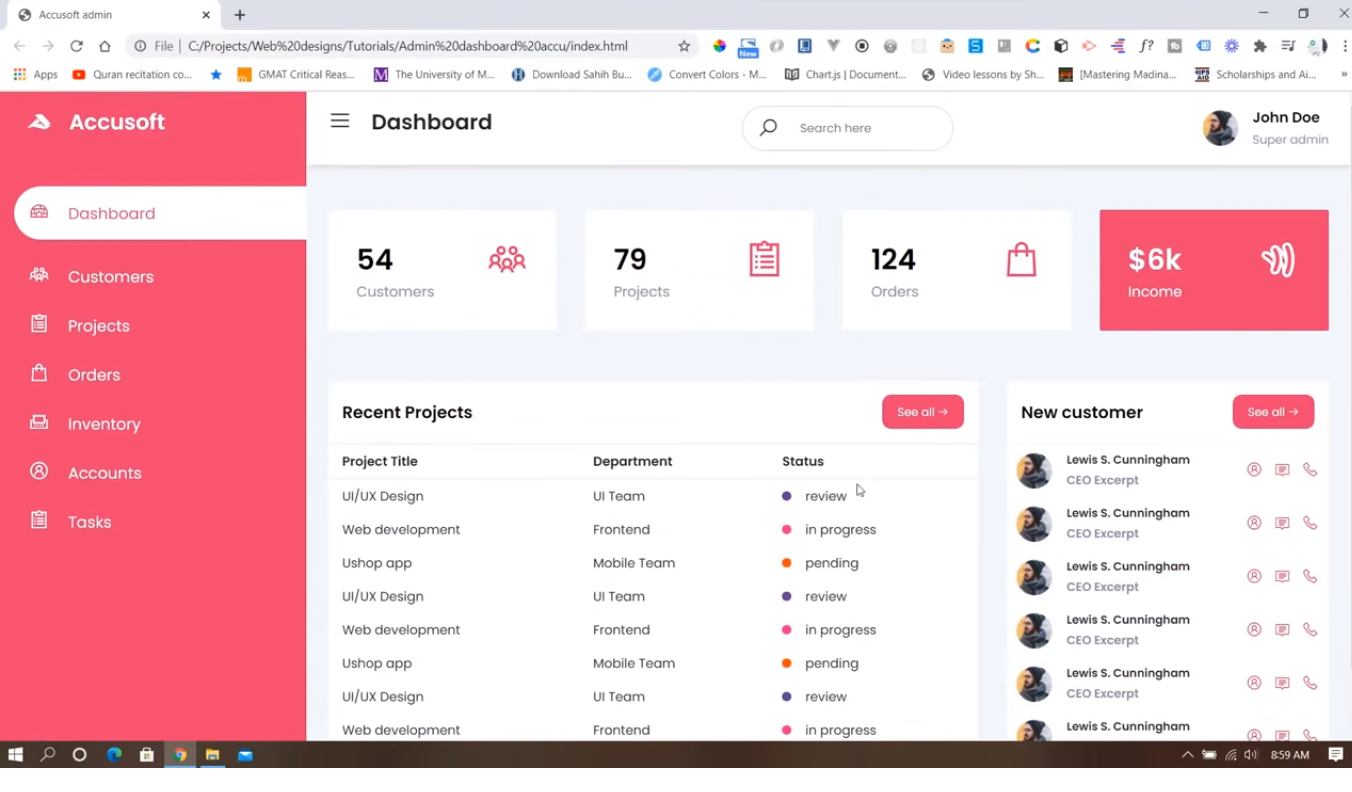 Accusoft admin
File | C:/Projects/Web%20designs/Tutorials/Admin%20dashboard%20accu/index.html
New
f?
Apps Quran recitation co... GMAT Critical Reas... M The University of M... Download Sahih Bu... Convert Colors - M... Chart.js | Document... Video lessons by Sh... [Mastering Madina... Scholarships and Ai... »
Accusoft
Dashboard
Search here
John Doe
Super admin
Dashboard
Customers
Projects
Orders
Inventory
Accounts
Tasks
54
Customers
79
Projects
124
Orders
$6k
Income
Recent Projects See all →
Project Title Department Status
UI/UX Design UI Team review
Web development Frontend in progress
Ushop app Mobile Team pending
UI/UX Design UI Team review
Web development Frontend in progress
Ushop app Mobile Team pending
UI/UX Design UI Team review
Web development Frontend in progress
New customer See all →
Lewis S. Cunningham
CEO Excerpt
Lewis S. Cunningham
CEO Excerpt
Lewis S. Cunningham
CEO Excerpt
Lewis S. Cunningham
CEO Excerpt
Lewis S. Cunningham
CEO Excerpt
Lewis S. Cunningham
8:59 AM